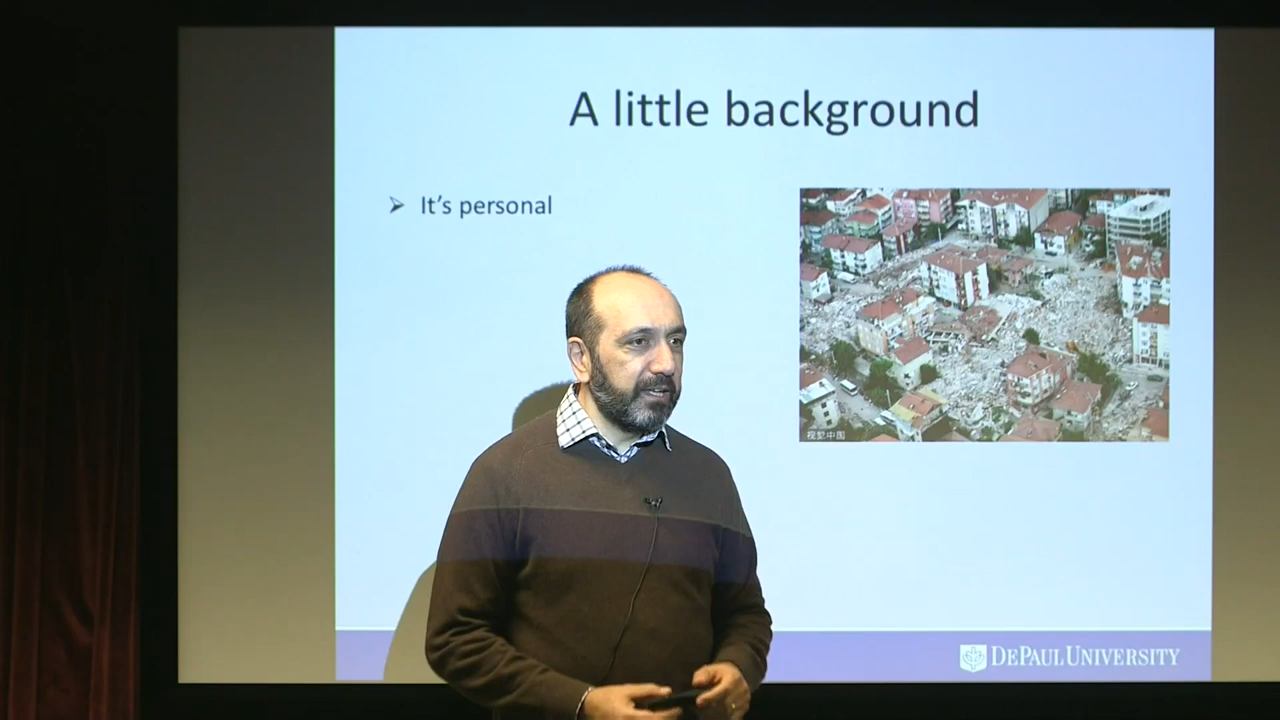 A little background
➢ It's personal
视觉中国
DEPAUL UNIVERSITY